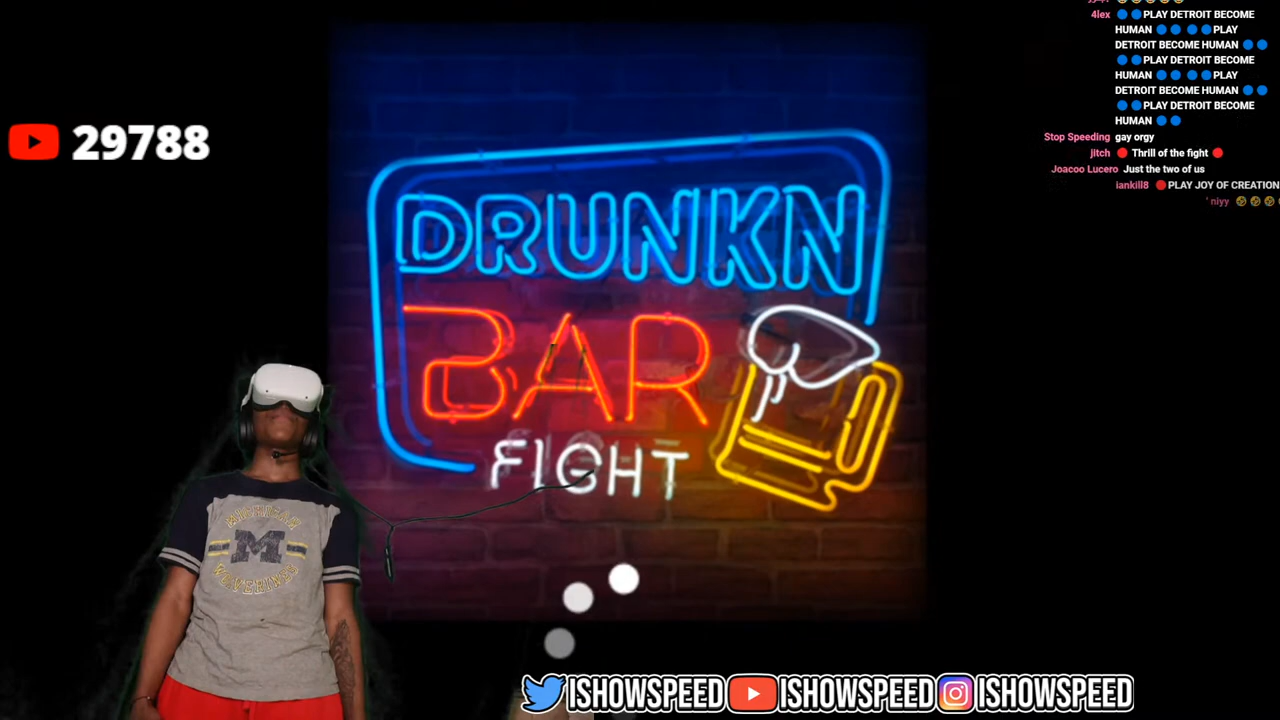 29788
DRUNKN
BAR
FIGHT
MICHIGAN
M
WOLVERINES
4lex PLAY DETROIT BECOME
HUMAN PLAY
DETROIT BECOME HUMAN
PLAY DETROIT BECOME
HUMAN PLAY
DETROIT BECOME HUMAN
PLAY DETROIT BECOME
HUMAN
Stop Speeding gay orgy
jitch Thrill of the fight
Joacoo Lucero Just the two of us
iankill8 PLAY JOY OF CREATION
' niyy
ISHOWSPEED ISHOWSPEED ISHOWSPEED